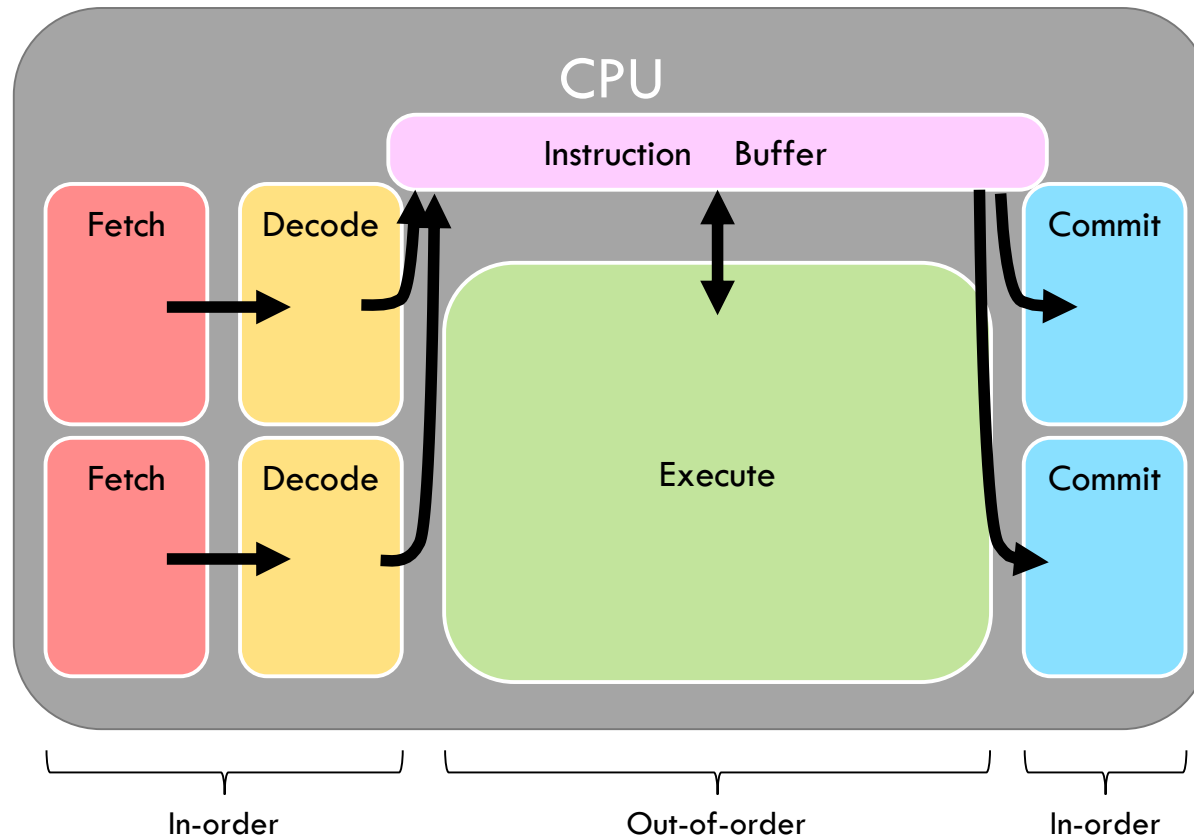 CPU
Instruction Buffer
Fetch Decode Commit
Fetch Decode Execute Commit
In-order Out-of-order In-order